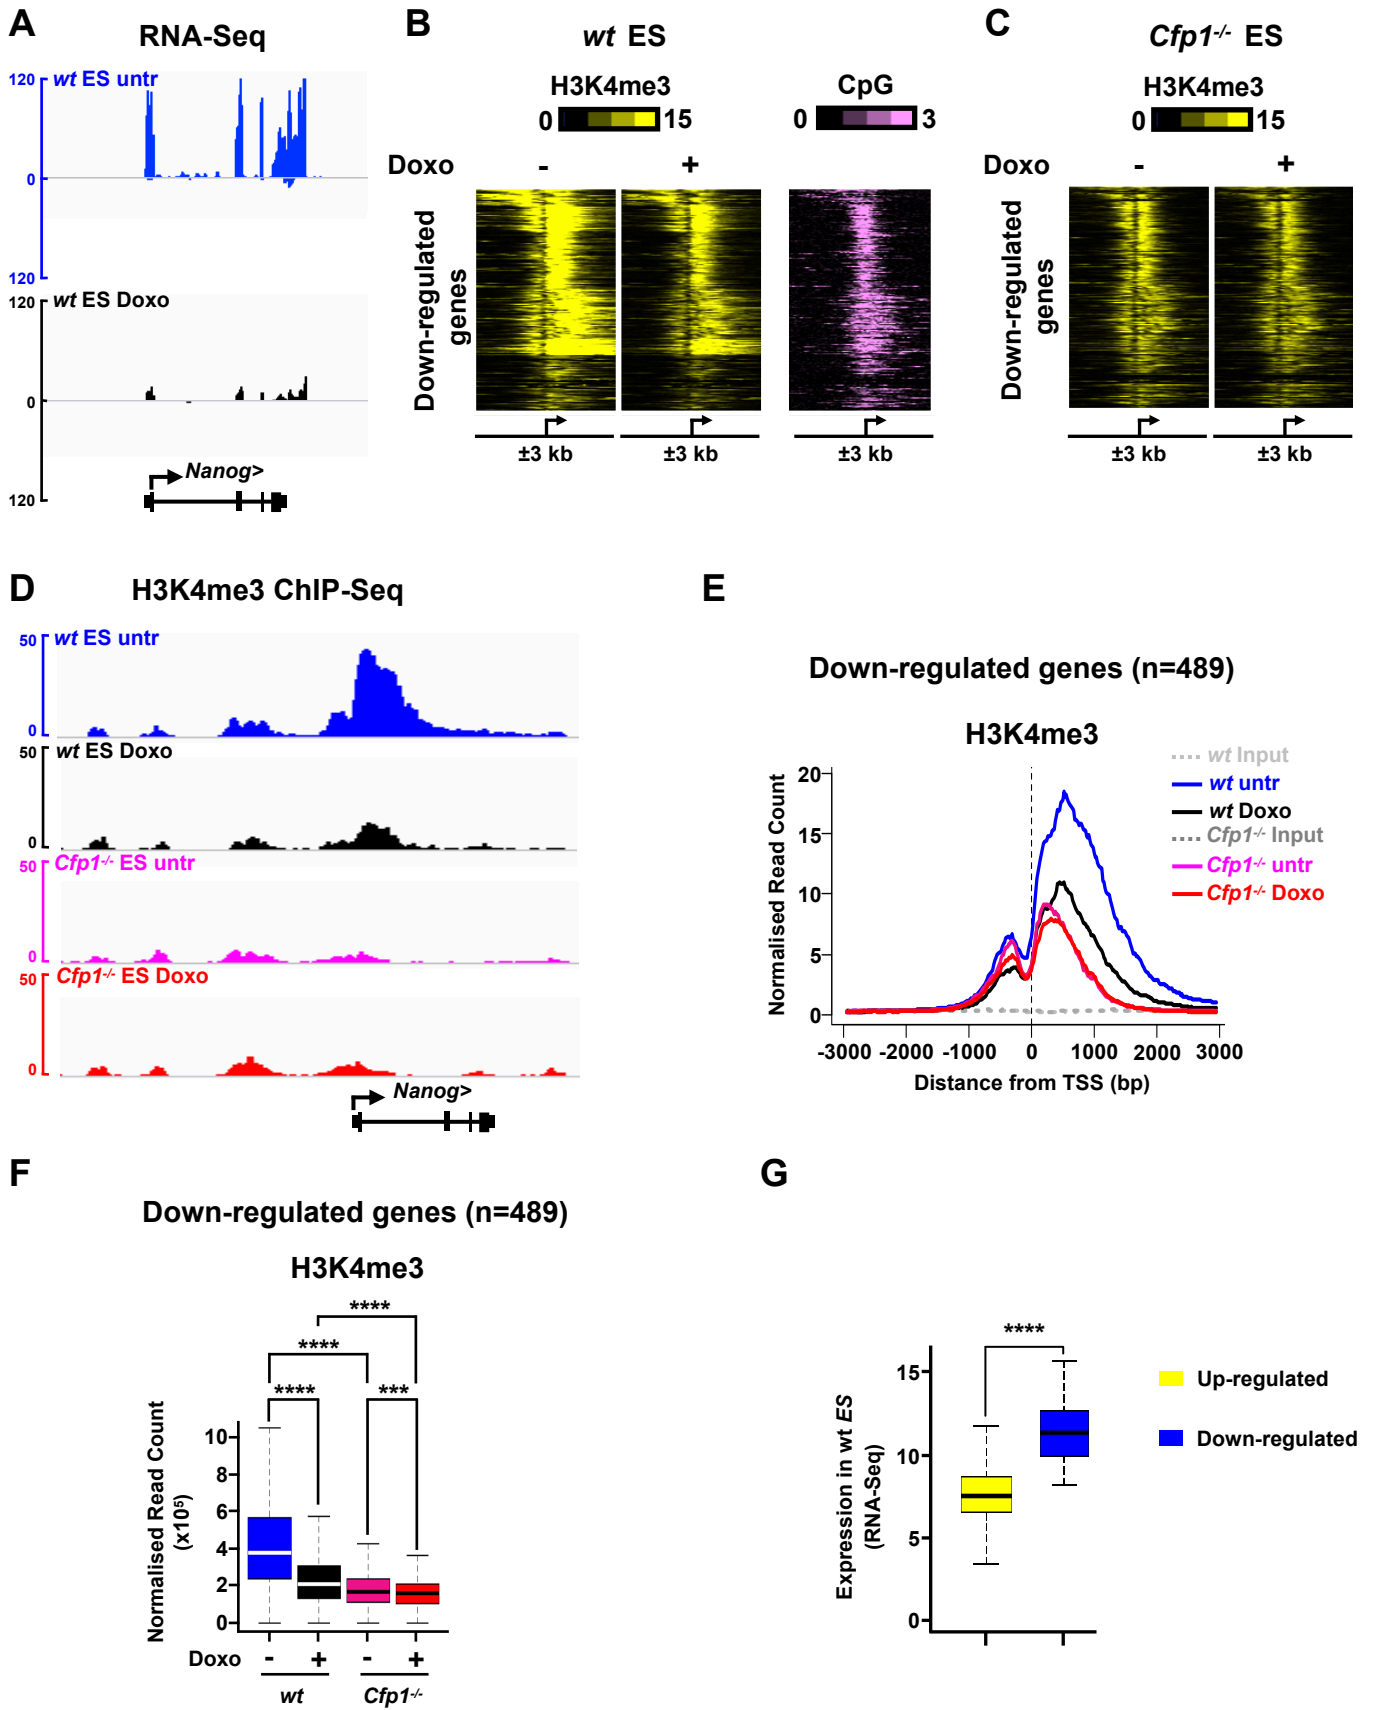 A
RNA-Seq
120
wt ES untr
0
120
120
wt ES Doxo
0
120
Nanog>
B
wt ES
H3K4me3
0
15
CpG
0
3
Doxo
-
+
Down-regulated
genes
±3 kb
±3 kb
±3 kb
C
Cfp1-/- ES
H3K4me3
0
15
Doxo
-
+
Down-regulated
genes
±3 kb
±3 kb
D
H3K4me3 ChIP-Seq
50
wt ES untr
0
50
wt ES Doxo
0
50
Cfp1-/- ES untr
0
50
Cfp1-/- ES Doxo
0
Nanog>
E
Down-regulated genes (n=489)
H3K4me3
Normalised Read Count
20
15
10
5
0
-3000 -2000 -1000 0 1000 2000 3000
Distance from TSS (bp)
wt Input
wt untr
wt Doxo
Cfp1-/- Input
Cfp1-/- untr
Cfp1-/- Doxo
F
Down-regulated genes (n=489)
H3K4me3
****
****
****
***
Normalised Read Count
(x10⁵)
10
8
6
4
2
0
Doxo - + - +
wt
Cfp1-/-
G
****
Expression in wt ES
(RNA-Seq)
15
10
5
0
Up-regulated
Down-regulated